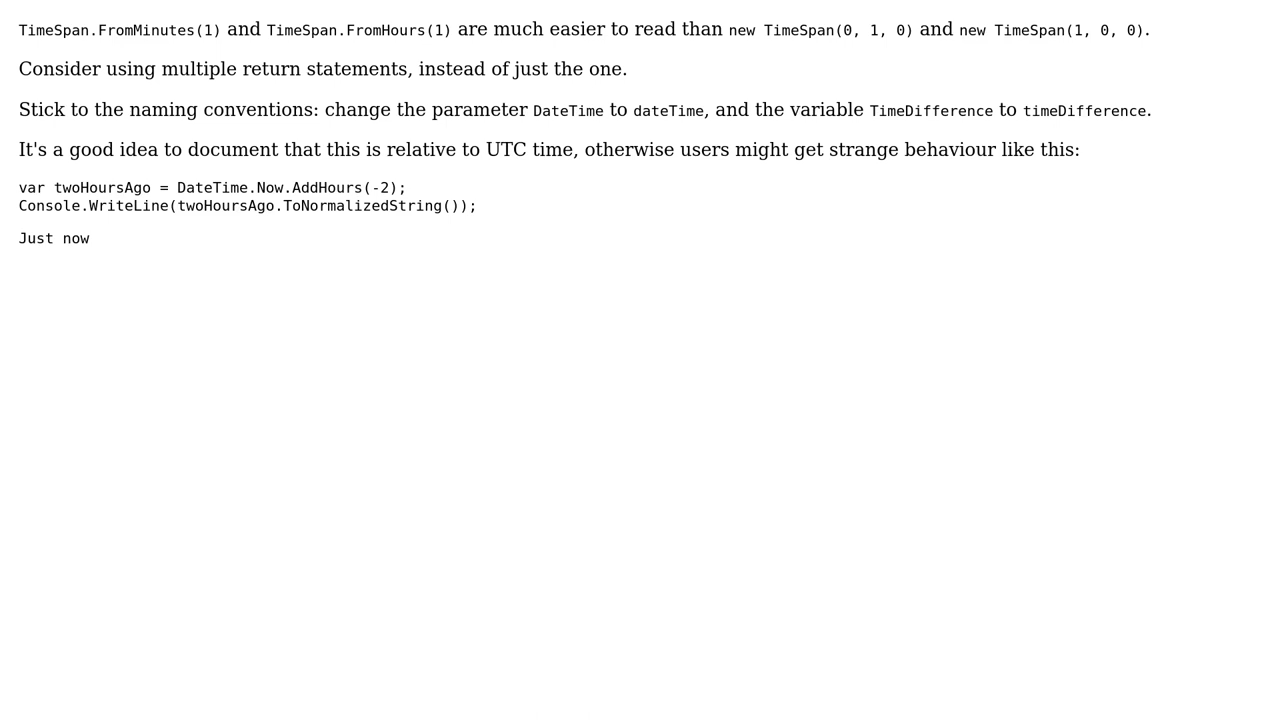 TimeSpan.FromMinutes(1) and TimeSpan.FromHours(1) are much easier to read than new TimeSpan(0, 1, 0) and new TimeSpan(1, 0, 0).
Consider using multiple return statements, instead of just the one.
Stick to the naming conventions: change the parameter DateTime to dateTime, and the variable TimeDifference to timeDifference.
It's a good idea to document that this is relative to UTC time, otherwise users might get strange behaviour like this:
var twoHoursAgo = DateTime.Now.AddHours(-2);
Console.WriteLine(twoHoursAgo.ToNormalizedString());
Just now